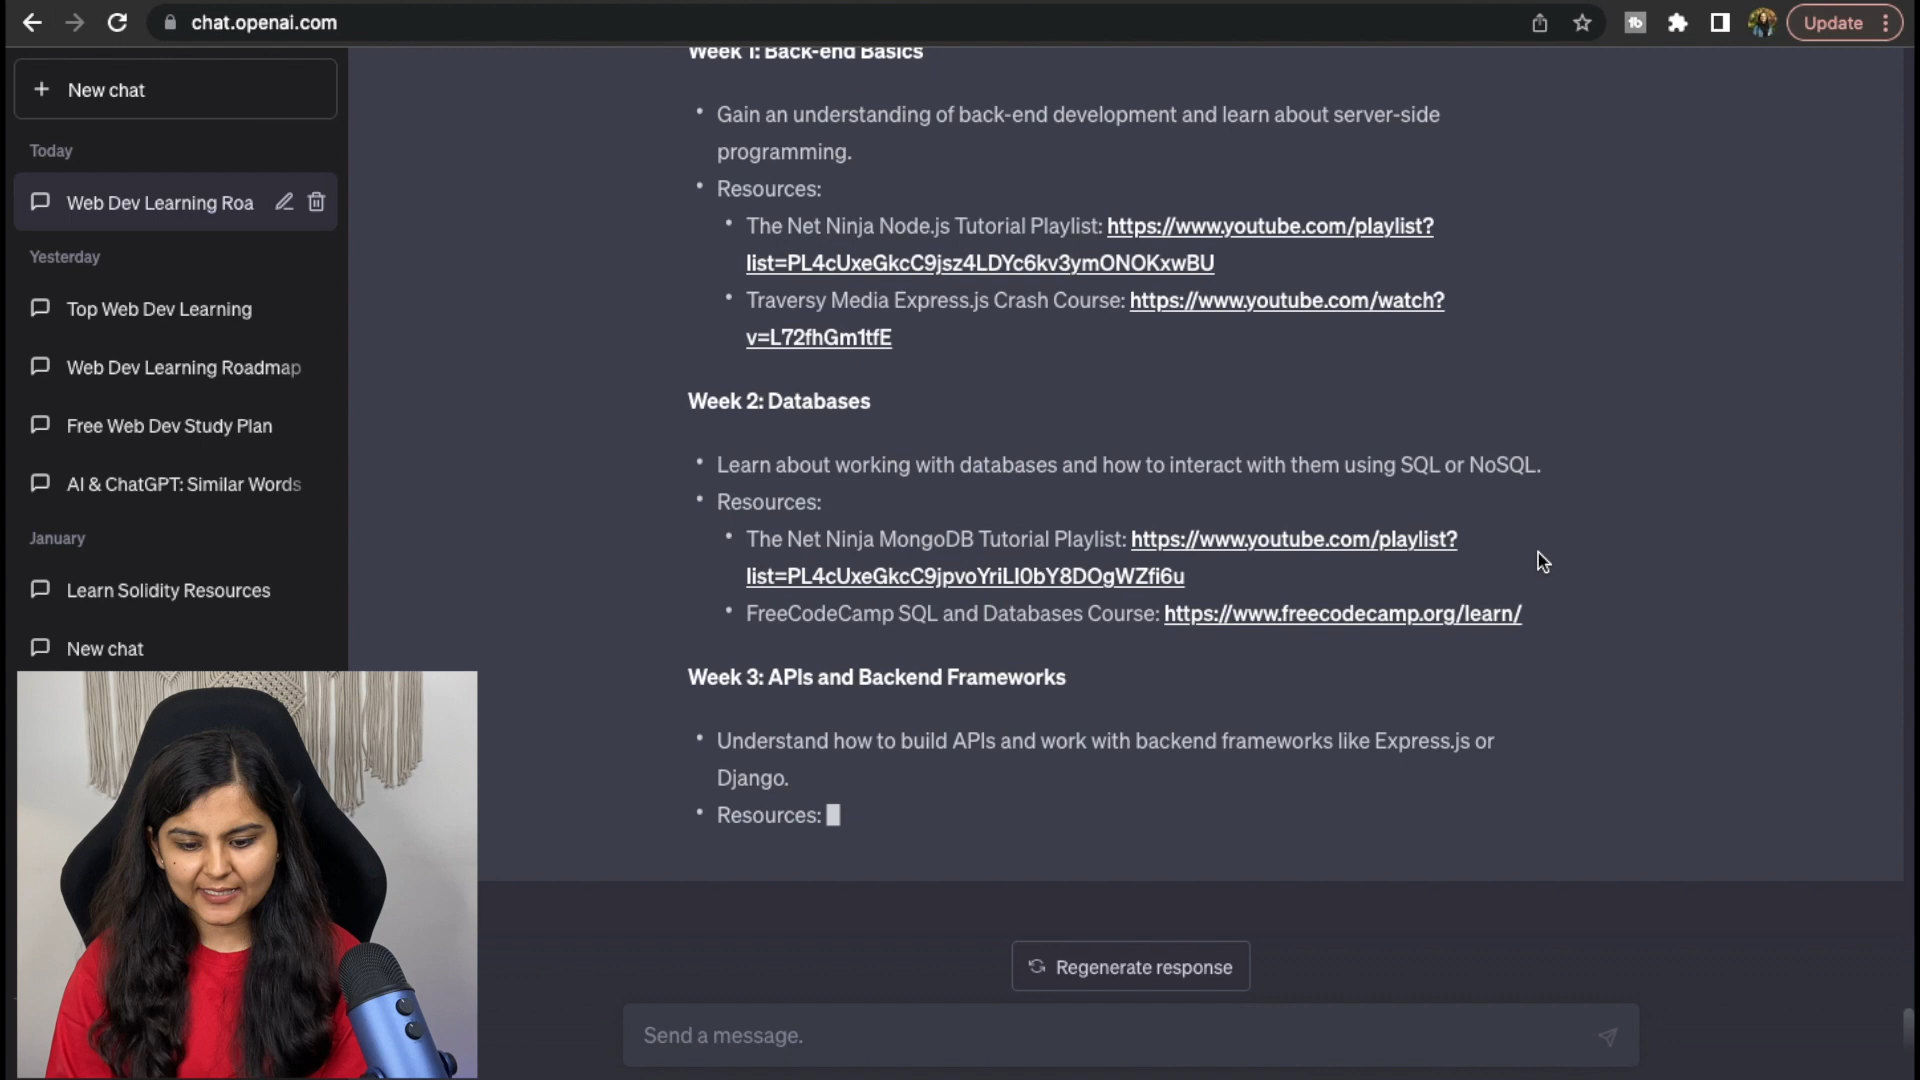 chat.openai.com
Update
New chat
Today
Web Dev Learning Roa
Yesterday
Top Web Dev Learning
Web Dev Learning Roadmap
Free Web Dev Study Plan
AI & ChatGPT: Similar Words
January
Learn Solidity Resources
New chat
Week 1: Back-end Basics
• Gain an understanding of back-end development and learn about server-side
programming.
• Resources:
• The Net Ninja Node.js Tutorial Playlist: https://www.youtube.com/playlist?
list=PL4cUxeGkcC9jsz4LDYc6kv3ymONOKxwBU
• Traversy Media Express.js Crash Course: https://www.youtube.com/watch?
v=L72fhGm1tfE
Week 2: Databases
• Learn about working with databases and how to interact with them using SQL or NoSQL.
• Resources:
• The Net Ninja MongoDB Tutorial Playlist: https://www.youtube.com/playlist?
list=PL4cUxeGkcC9jpvoYriLI0bY8DOgWZfi6u
• FreeCodeCamp SQL and Databases Course: https://www.freecodecamp.org/learn/
Week 3: APIs and Backend Frameworks
• Understand how to build APIs and work with backend frameworks like Express.js or
Django.
• Resources:
Regenerate response
Send a message.